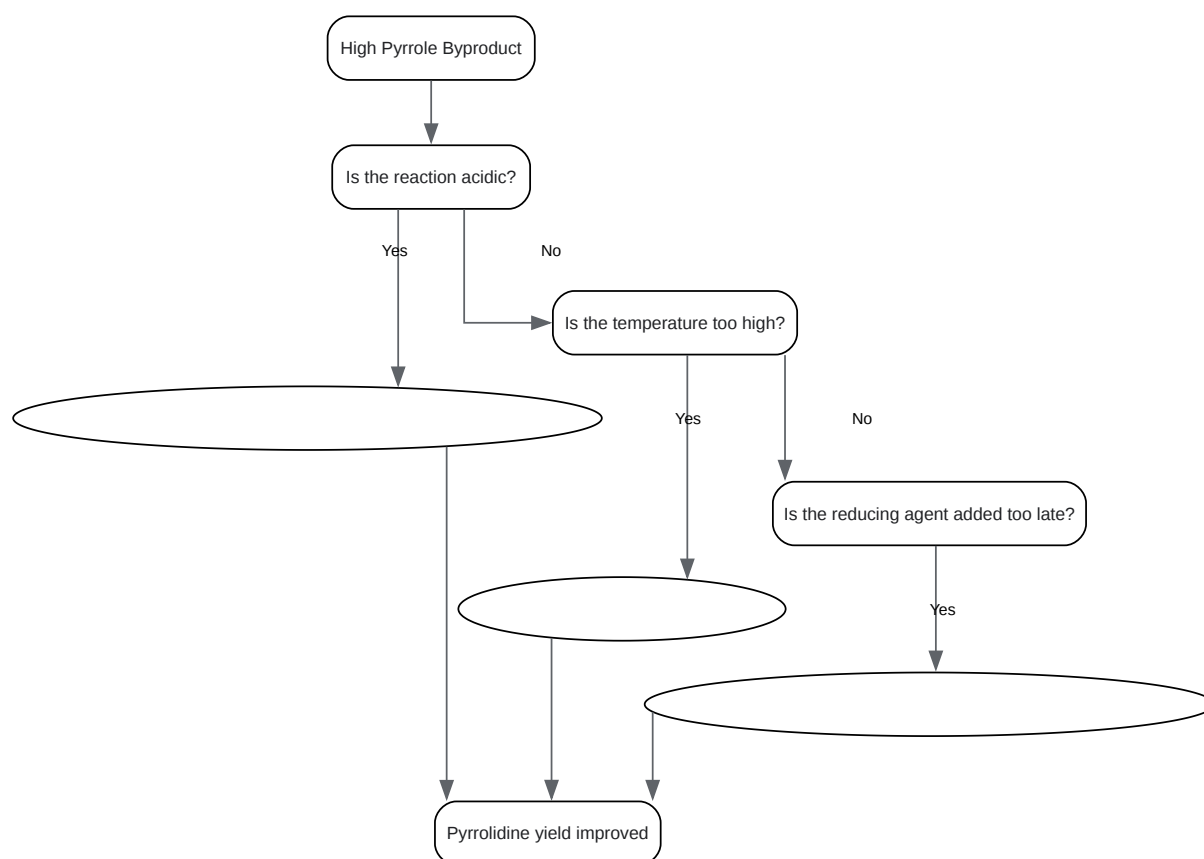 High Pyrrole Byproduct
Is the reaction acidic?
Yes
No
Is the temperature too high?
Yes
No
Is the reducing agent added too late?
Yes
Pyrrolidine yield improved